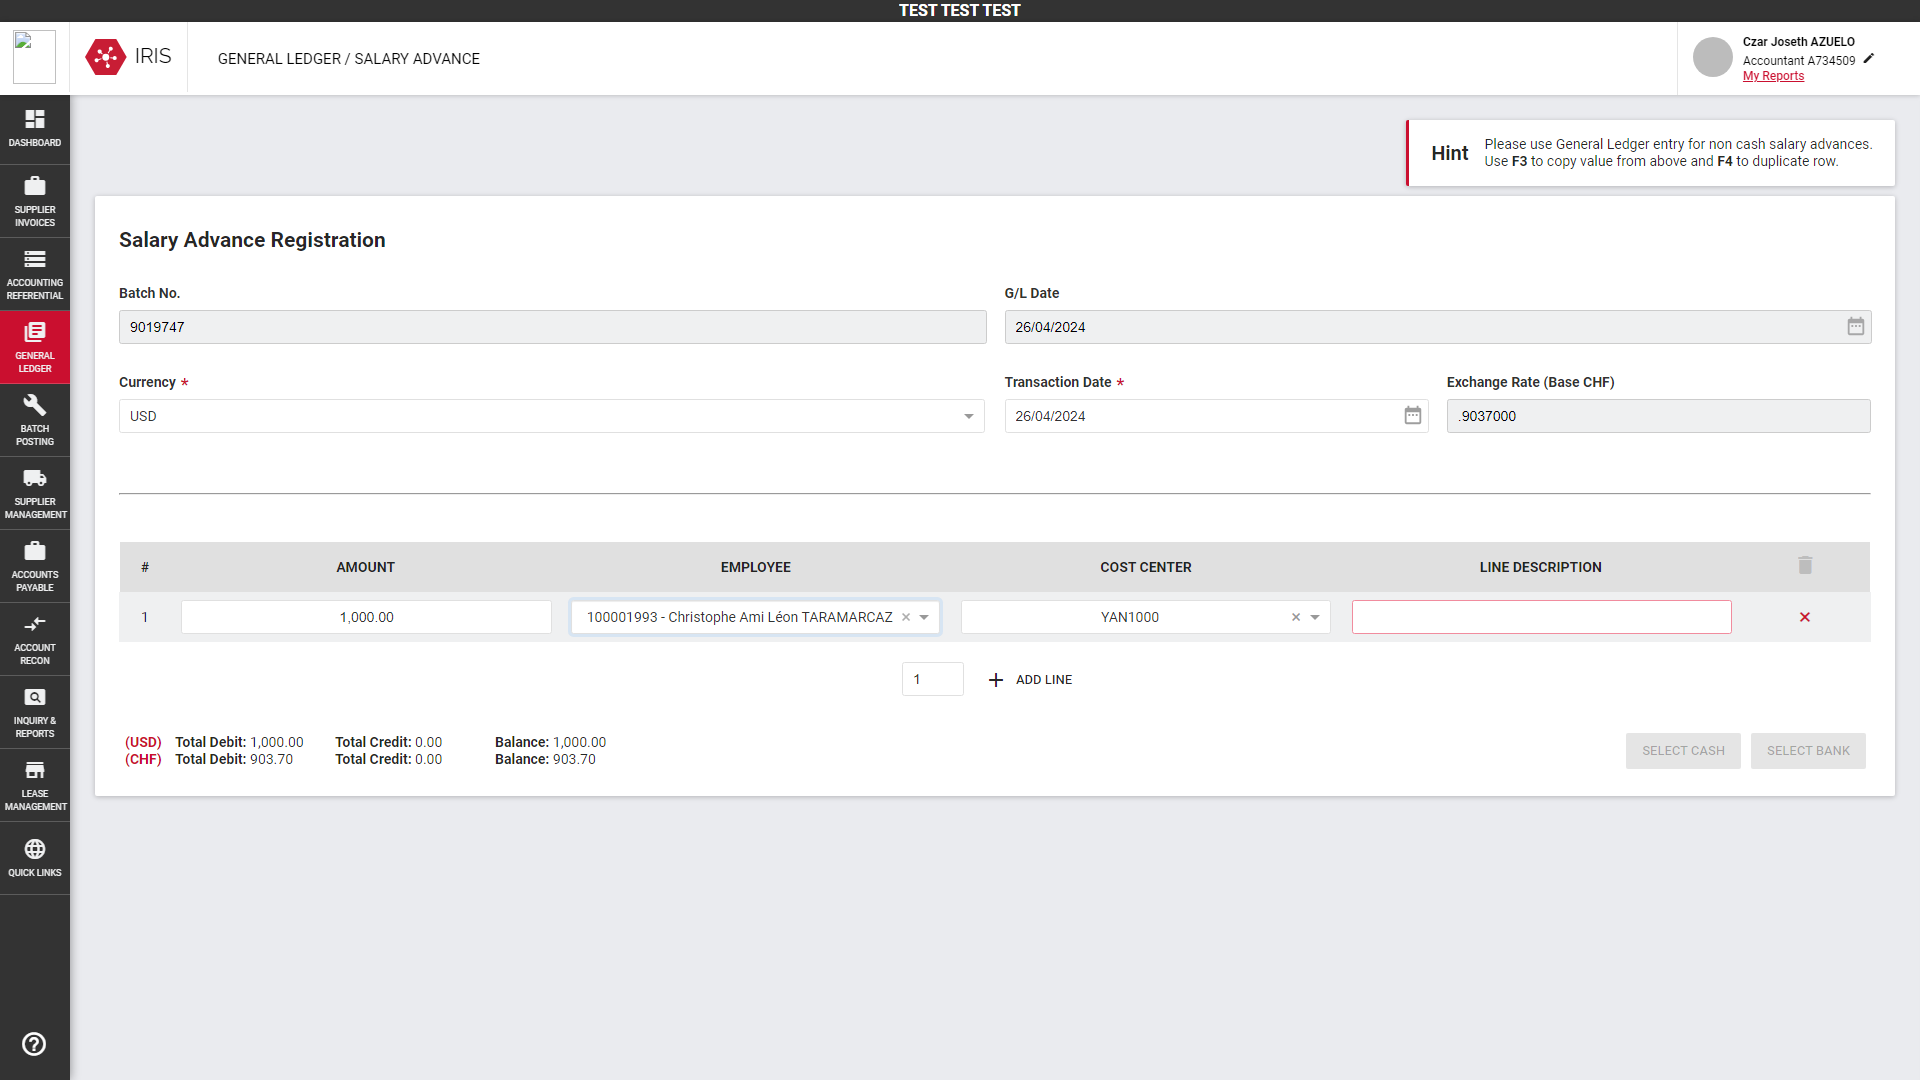 TEST TEST TEST
IRIS
GENERAL LEDGER / SALARY ADVANCE
Czar Joseth AZUELO
Accountant A734509
My Reports
DASHBOARD
SUPPLIER
INVOICES
ACCOUNTING
REFERENTIAL
GENERAL
LEDGER
BATCH
POSTING
SUPPLIER
MANAGEMENT
ACCOUNTS
PAYABLE
ACCOUNT
RECON
INQUIRY &
REPORTS
LEASE
MANAGEMENT
QUICK LINKS
Hint
Please use General Ledger entry for non cash salary advances.
Use F3 to copy value from above and F4 to duplicate row.
Salary Advance Registration
Batch No.
9019747
G/L Date
26/04/2024
Currency *
USD
Transaction Date *
26/04/2024
Exchange Rate (Base CHF)
.9037000
# AMOUNT EMPLOYEE COST CENTER LINE DESCRIPTION
1 1,000.00 100001993 - Christophe Ami Léon TARAMARCAZ × YAN1000 ×
1 + ADD LINE
(USD) Total Debit: 1,000.00 Total Credit: 0.00 Balance: 1,000.00
(CHF) Total Debit: 903.70 Total Credit: 0.00 Balance: 903.70
SELECT CASH SELECT BANK